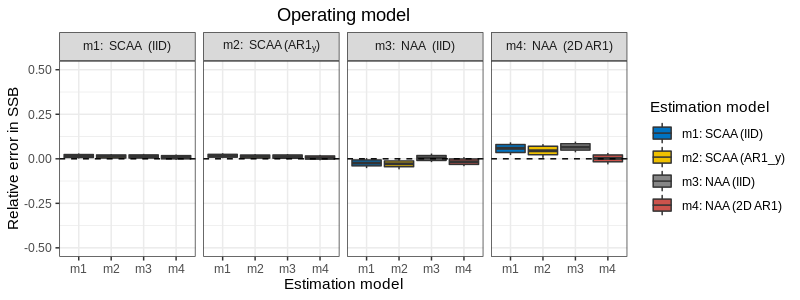 Operating model
m1: SCAA (IID)
m2: SCAA (AR1y)
m3: NAA (IID)
m4: NAA (2D AR1)
Relative error in SSB
0.50
0.25
0.00
-0.25
-0.50
m1 m2 m3 m4
m1 m2 m3 m4
m1 m2 m3 m4
m1 m2 m3 m4
Estimation model
Estimation model
m1: SCAA (IID)
m2: SCAA (AR1_y)
m3: NAA (IID)
m4: NAA (2D AR1)